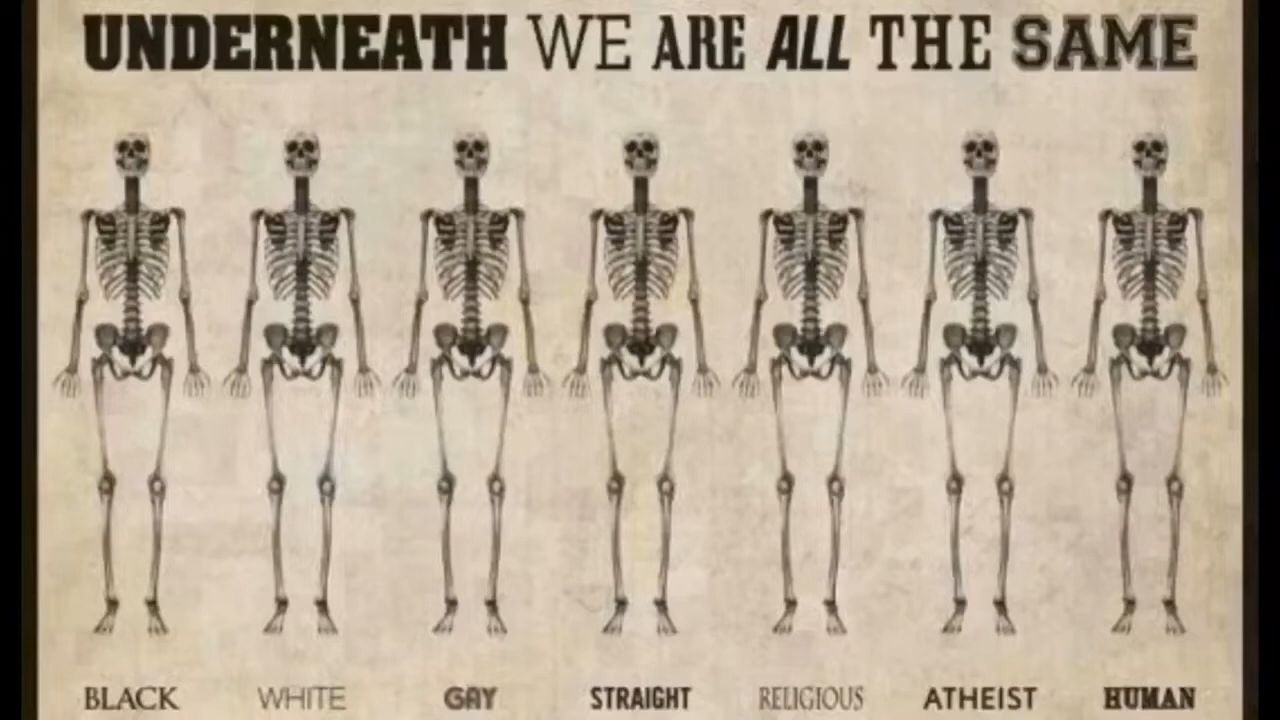 UNDERNEATH WE ARE ALL THE SAME
BLACK WHITE GAY STRAIGHT RELIGIOUS ATHEIST HUMAN